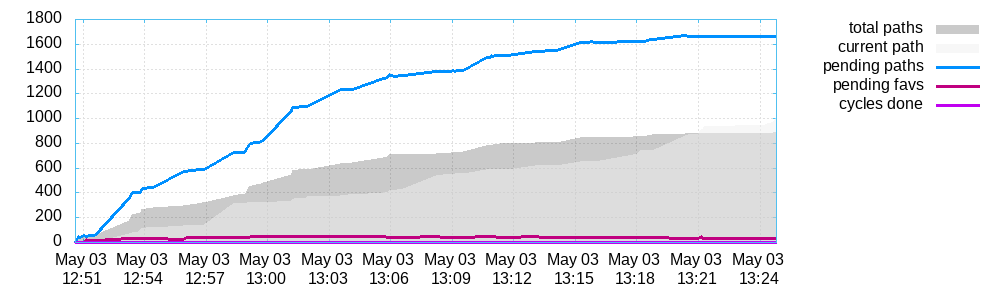 1800
1600
1400
1200
1000
800
600
400
200
0
total paths
current path
pending paths
pending favs
cycles done
May 03 May 03 May 03 May 03 May 03 May 03 May 03 May 03 May 03 May 03 May 03 May 03
12:51 12:54 12:57 13:00 13:03 13:06 13:09 13:12 13:15 13:18 13:21 13:24